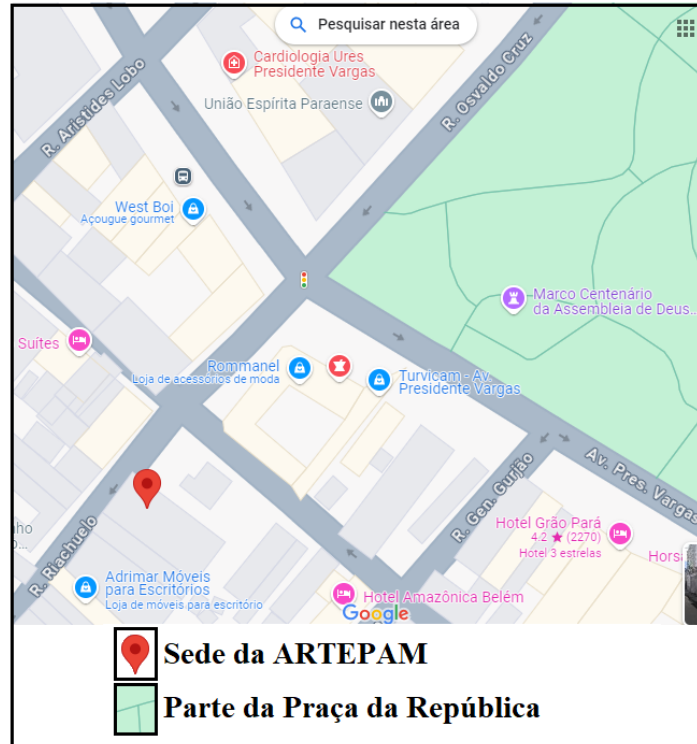 Pesquisar nesta área
Cardiologia Ures
Presidente Vargas
R. Osvaldo Cruz
R. Aristides Lobo
União Espírita Paraense
West Boi
Açougue gourmet
Marco Centenário
da Assembleia de Deus...
Suítes
Rommanel
Loja de acessórios de moda
Turvicam - Av.
Presidente Vargas
R. Gen. Gurjão
Av. Pres. Vargas
Hotel Grão Pará
4.2 ★ (2270)
Hotel 3 estrelas
R. Riachuelo
Adrimar Móveis
para Escritórios
Loja de móveis para escritório
Hotel Amazônica Belém
Google
Sede da ARTEPAM
Parte da Praça da República